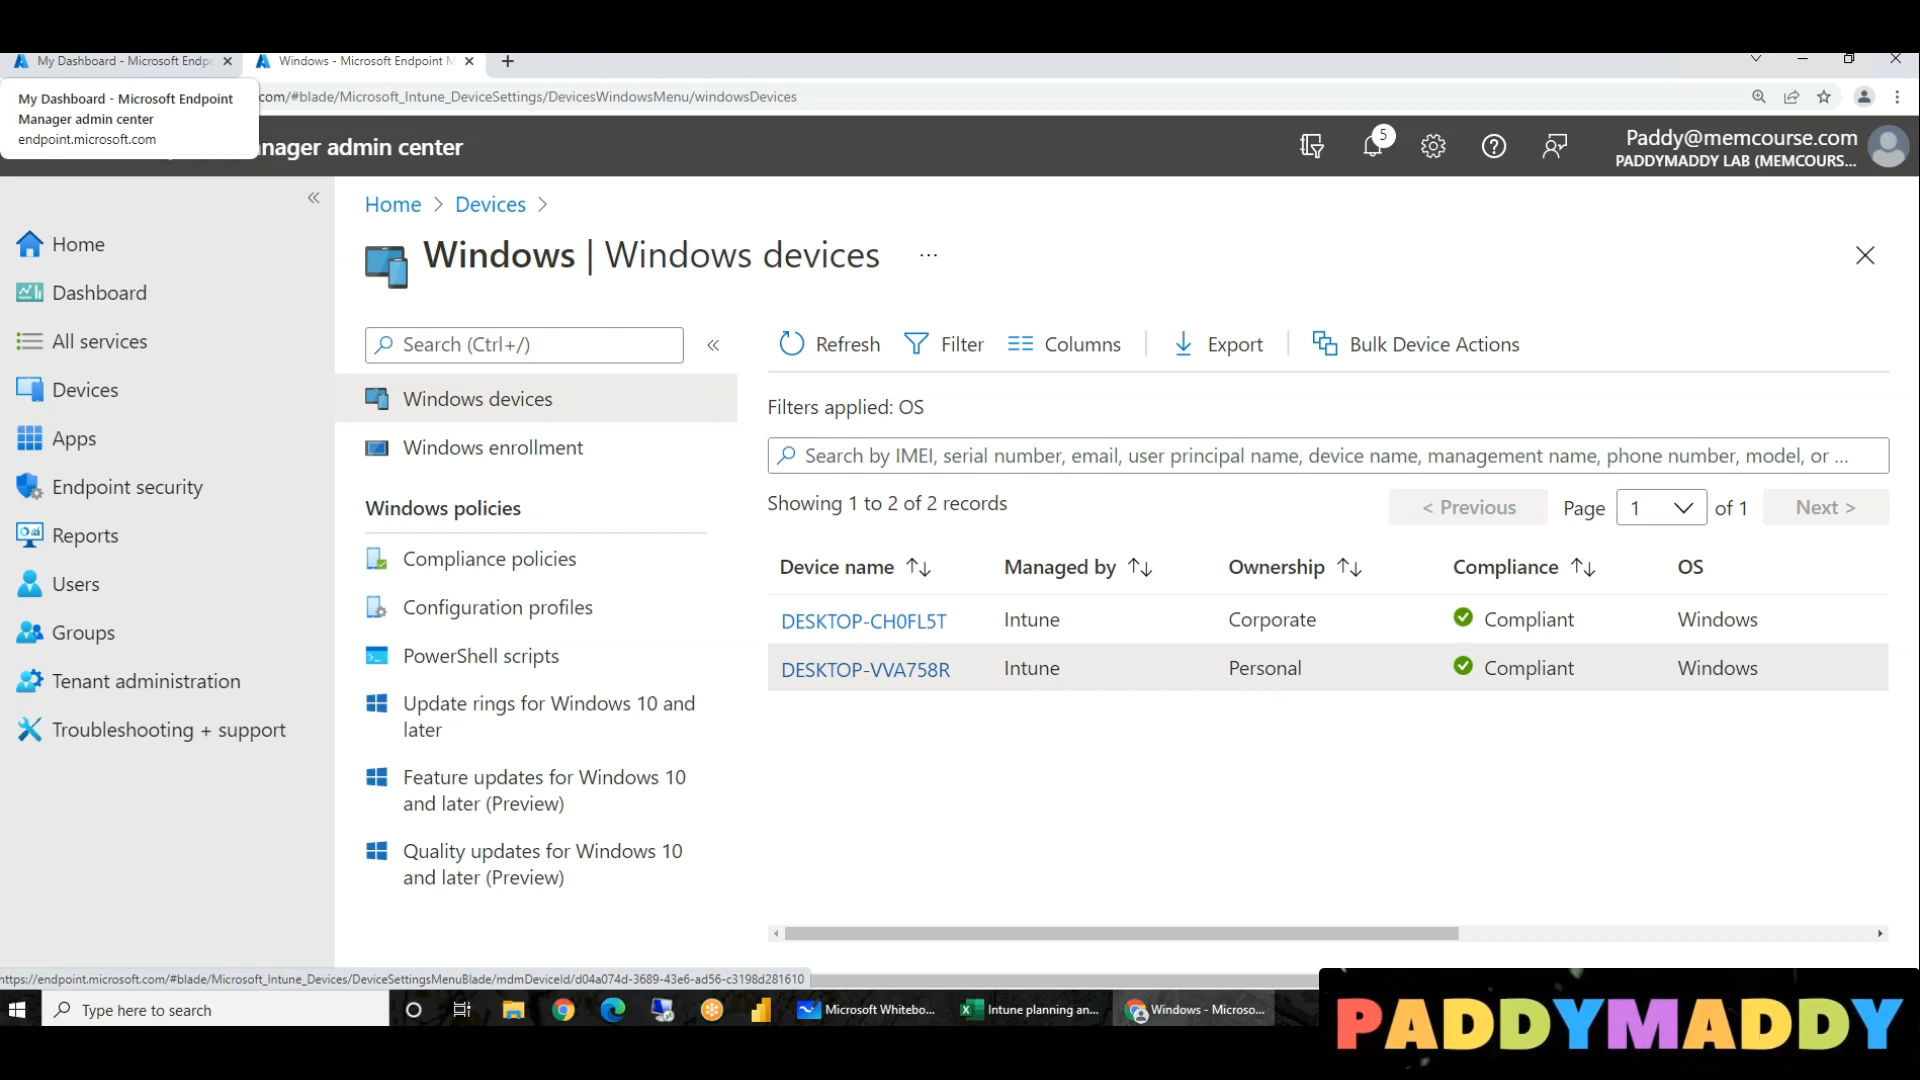 My Dashboard - Microsoft Endpo
Windows - Microsoft Endpoint M
My Dashboard - Microsoft Endpoint
Manager admin center
endpoint.microsoft.com
com/#blade/Microsoft_Intune_DeviceSettings/DevicesWindowsMenu/windowsDevices
nager admin center
5
Paddy@memcourse.com
PADDYMADDY LAB (MEMCOURS...
Home
Dashboard
All services
Devices
Apps
Endpoint security
Reports
Users
Groups
Tenant administration
Troubleshooting + support
Home > Devices >
Windows | Windows devices ...
Search (Ctrl+/)
Windows devices
Windows enrollment
Windows policies
Compliance policies
Configuration profiles
PowerShell scripts
Update rings for Windows 10 and
later
Feature updates for Windows 10
and later (Preview)
Quality updates for Windows 10
and later (Preview)
Refresh Filter Columns Export Bulk Device Actions
Filters applied: OS
Search by IMEI, serial number, email, user principal name, device name, management name, phone number, model, or ...
Showing 1 to 2 of 2 records
< Previous Page 1 of 1 Next >
Device name Managed by Ownership Compliance OS
DESKTOP-CH0FL5T Intune Corporate Compliant Windows
DESKTOP-VVA758R Intune Personal Compliant Windows
https://endpoint.microsoft.com/#blade/Microsoft_Intune_Devices/DeviceSettingsMenuBlade/mdmDeviceId/d04a074d-3689-43e6-ad56-c3198d281610
Type here to search
Microsoft Whitebo...
Intune planning an...
Windows - Microso...
PADDYMADDY